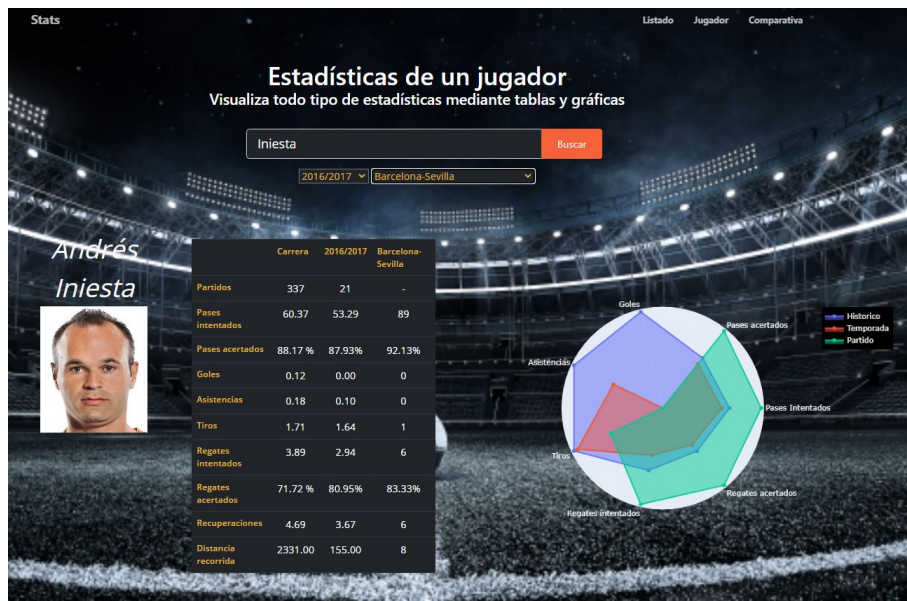 Stats
Listado Jugador Comparativa
Estadísticas de un jugador
Visualiza todo tipo de estadísticas mediante tablas y gráficas
Iniesta
Buscar
2016/2017 Barcelona-Sevilla
Andrés
Iniesta
Carrera 2016/2017 Barcelona-
Sevilla
Partidos 337 21 -
Pases
intentados 60.37 53.29 89
Pases acertados 88.17 % 87.93% 92.13%
Goles 0.12 0.00 0
Asistencias 0.18 0.10 0
Tiros 1.71 1.64 1
Regates
intentados 3.89 2.94 6
Regates
acertados 71.72 % 80.95% 83.33%
Recuperaciones 4.69 3.67 6
Distancia
recorrida 2331.00 155.00 8
Goles
Pases acertados
Asistencias
Pases Intentados
Tiros
Regates acertados
Regates intentados
Historico
Temporada
Partido